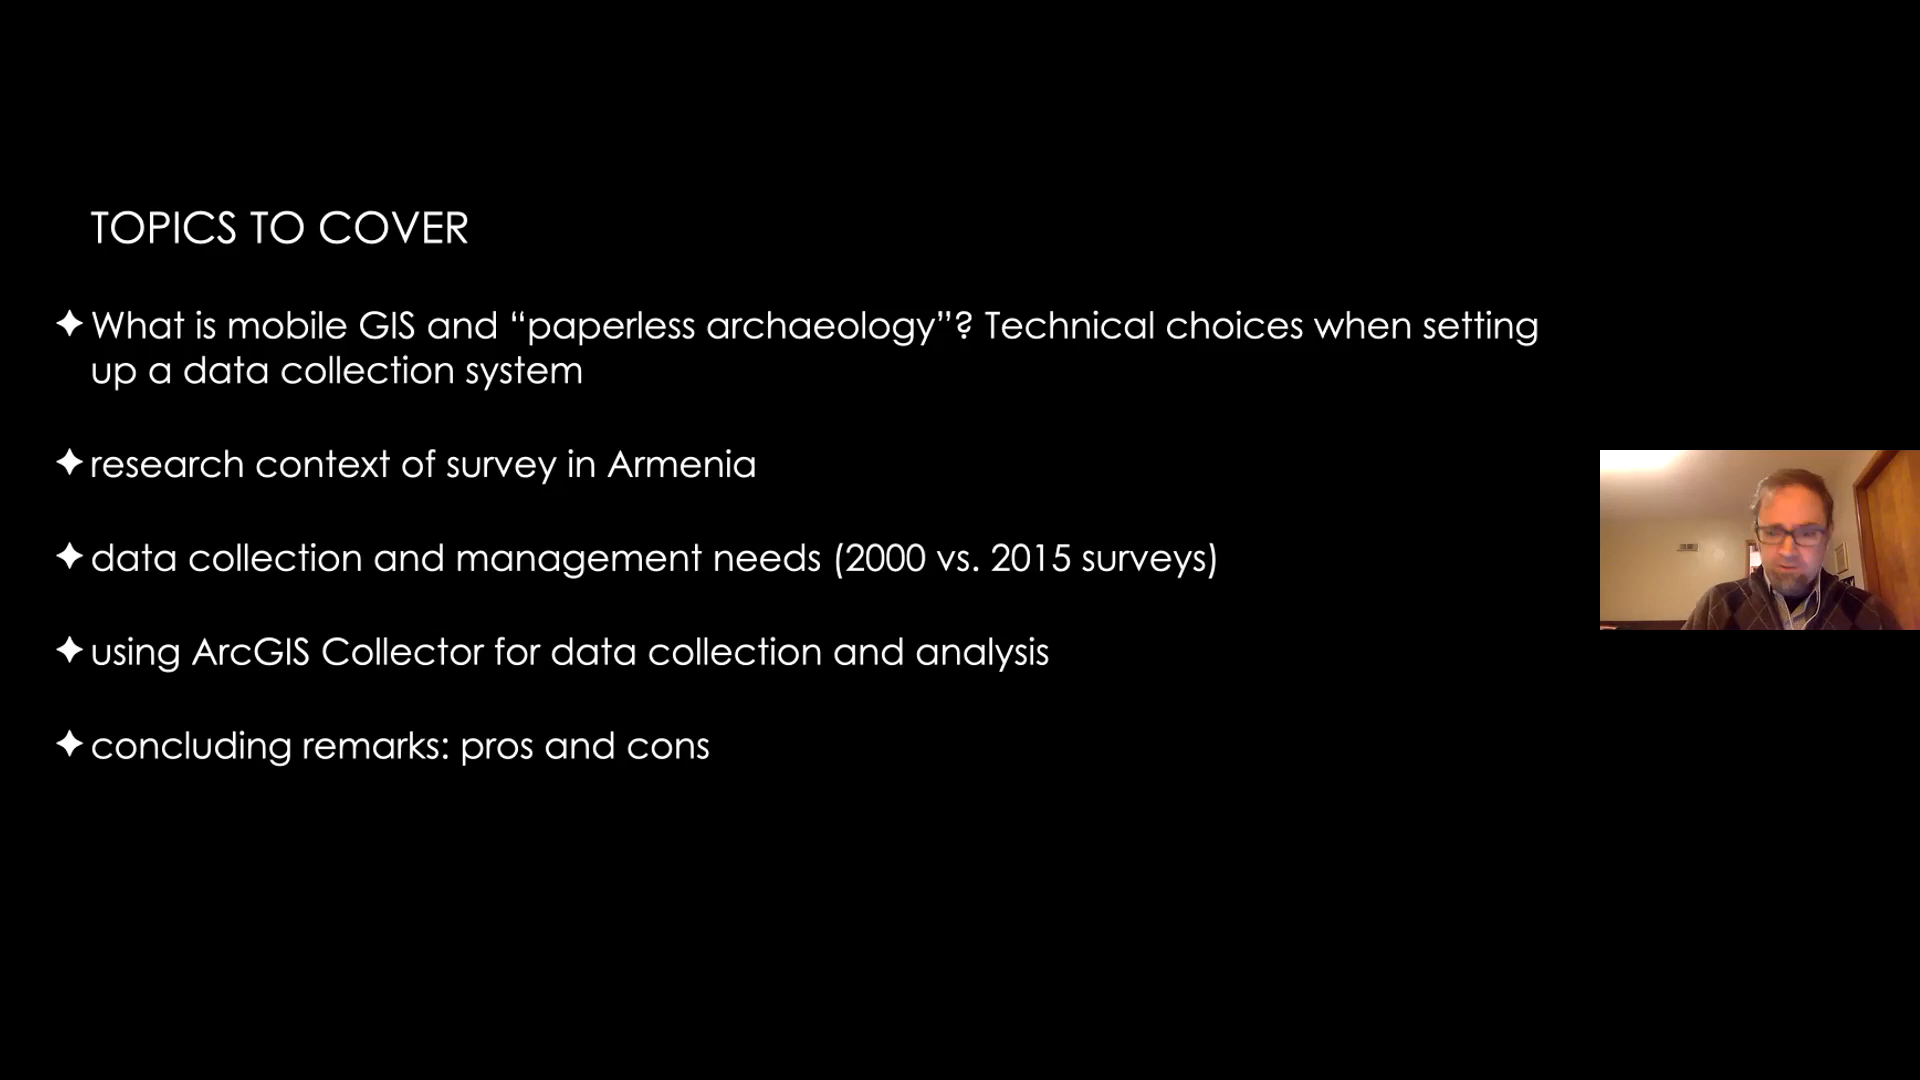 TOPICS TO COVER
✦ What is mobile GIS and “paperless archaeology”? Technical choices when setting
up a data collection system
✦ research context of survey in Armenia
✦ data collection and management needs (2000 vs. 2015 surveys)
✦ using ArcGIS Collector for data collection and analysis
✦ concluding remarks: pros and cons